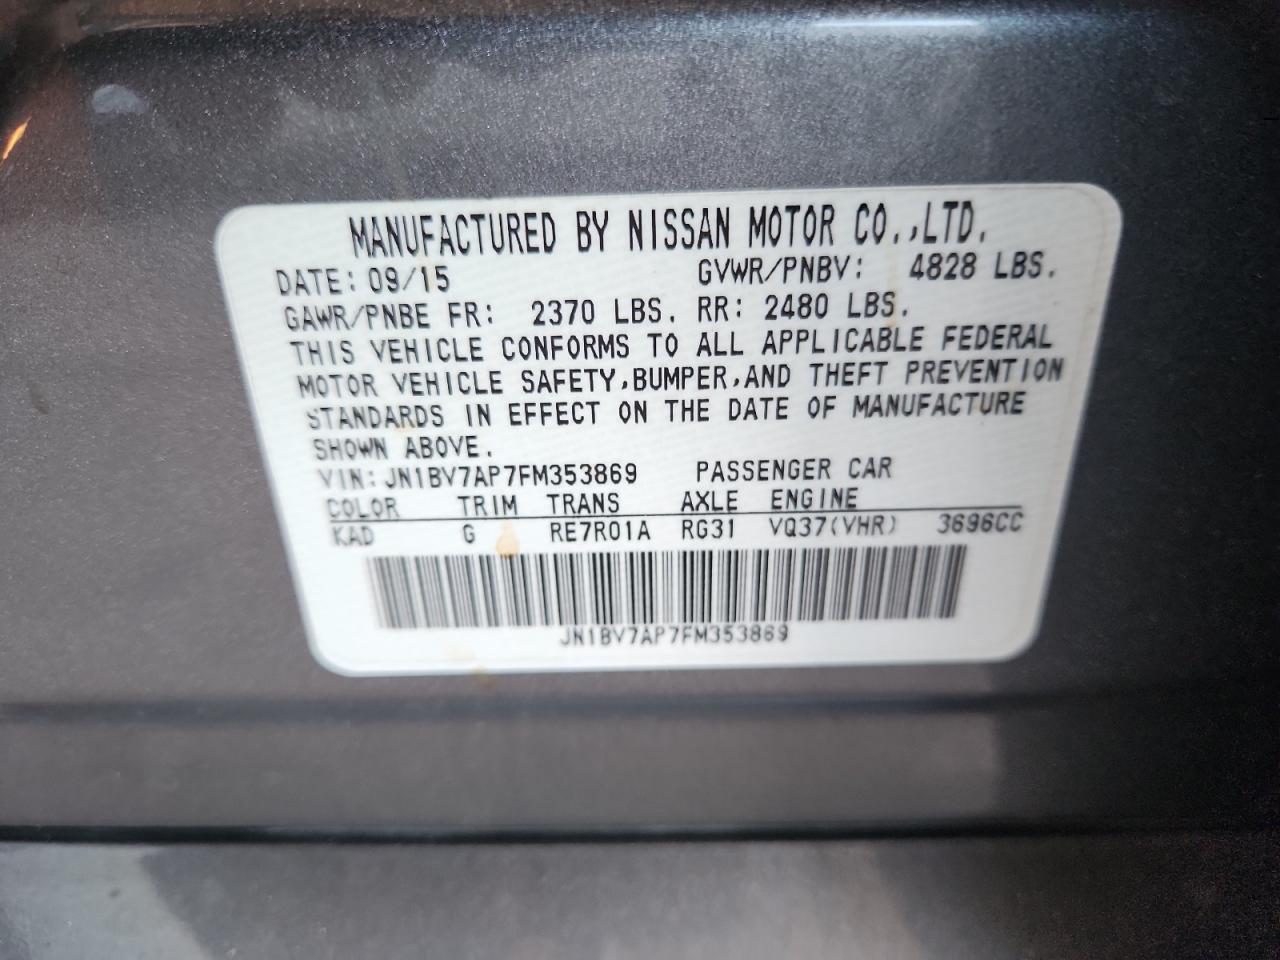 MANUFACTURED BY NISSAN MOTOR CO.,LTD.
DATE: 09/15 GVWR/PNBV: 4828 LBS.
GAWR/PNBE FR: 2370 LBS. RR: 2480 LBS.
THIS VEHICLE CONFORMS TO ALL APPLICABLE FEDERAL
MOTOR VEHICLE SAFETY,BUMPER,AND THEFT PREVENTION
STANDARDS IN EFFECT ON THE DATE OF MANUFACTURE
SHOWN ABOVE.
VIN:JN1BV7AP7FM353869 PASSENGER CAR
COLOR TRIM TRANS AXLE ENGINE
KAD G RE7R01A RG31 VQ37(VHR) 3696CC
JN1BV7AP7FM353869